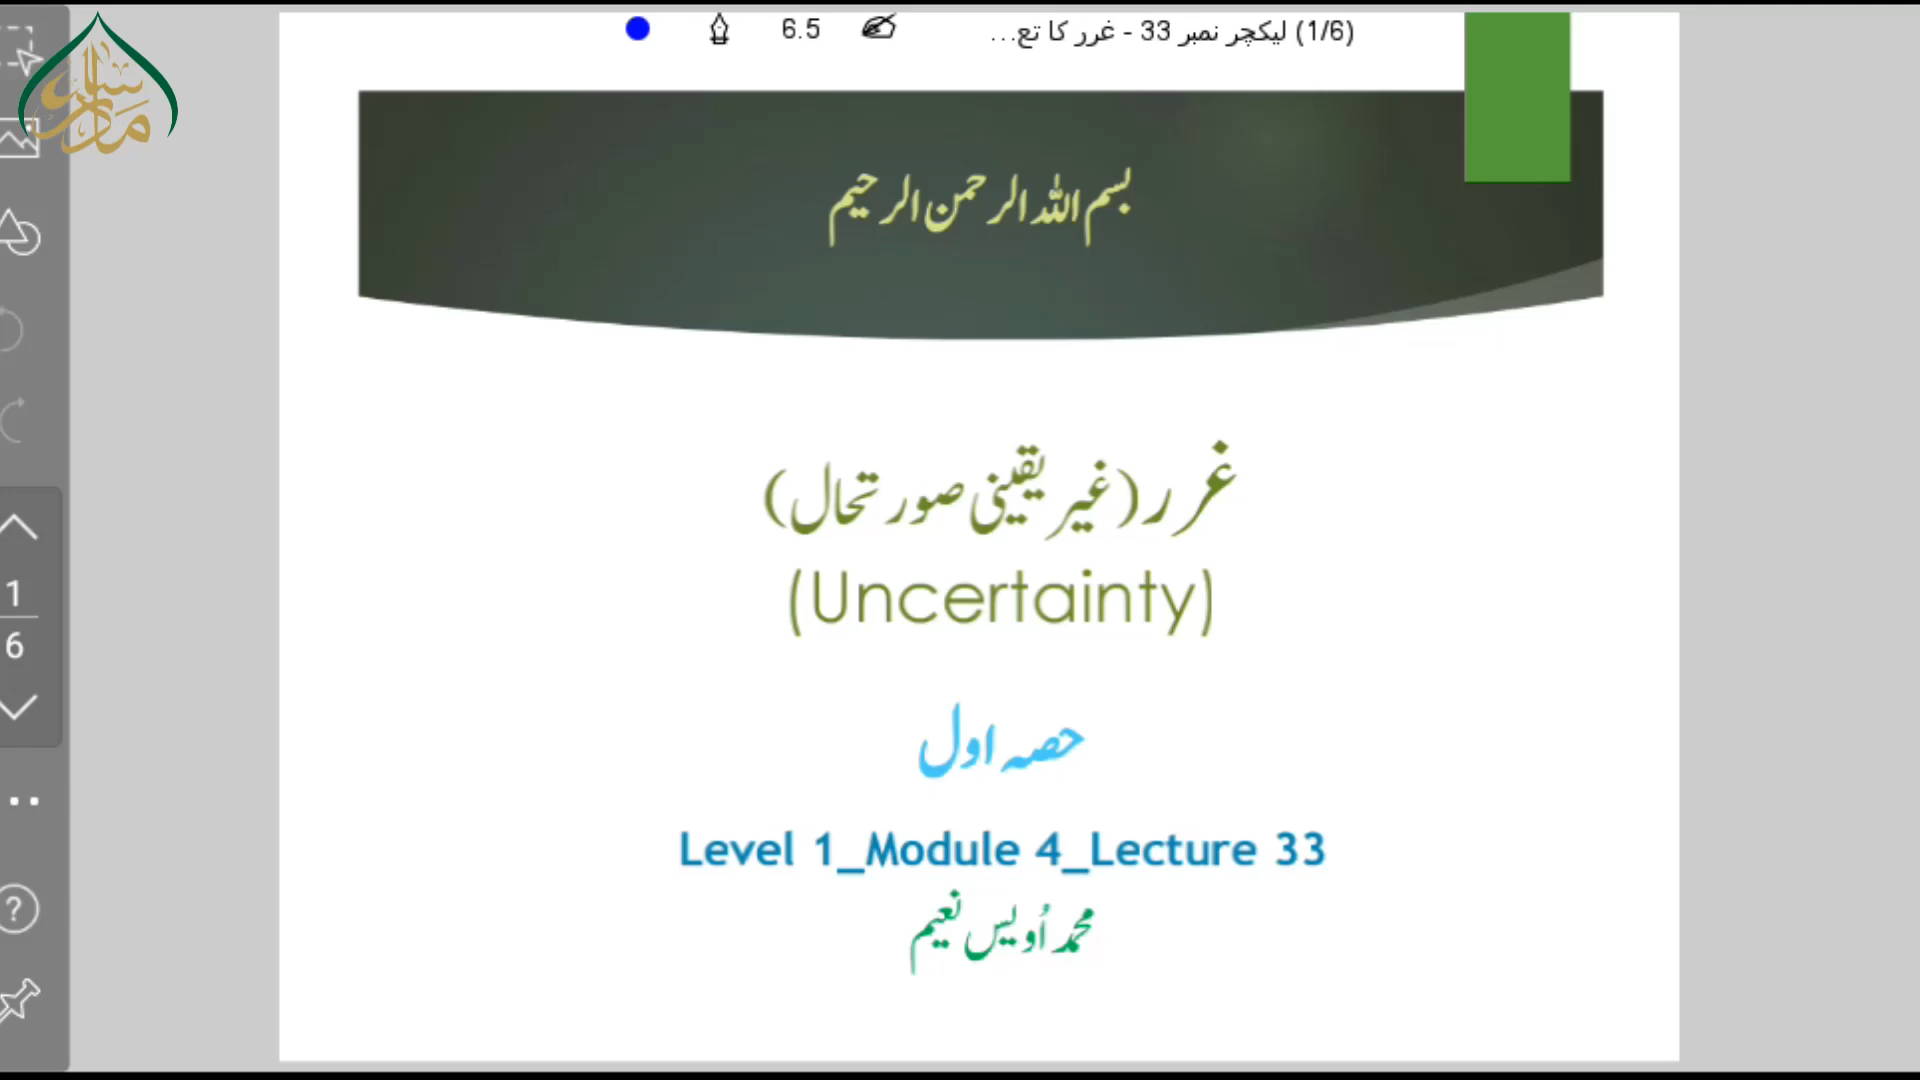 (1/6) لیکچر نمبر 33 - غرر کا تع...
6.5
بسم اللہ الرحمن الرحیم
غرر (غیر یقینی صورتحال)
(Uncertainty)
حصہ اول
Level 1_Module 4_Lecture 33
محمد اُویس نعیم
1
6